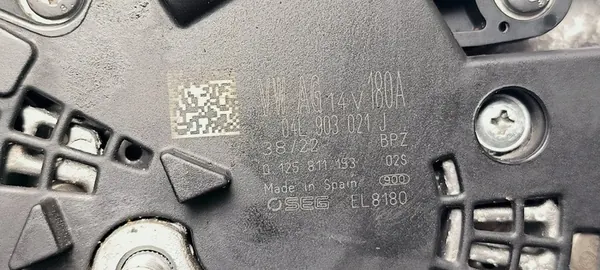 VW AG 14V/180A
04L 903 021 J
38/22 BPZ
0 125 811 193 02S
Made in Spain
SEG EL8180